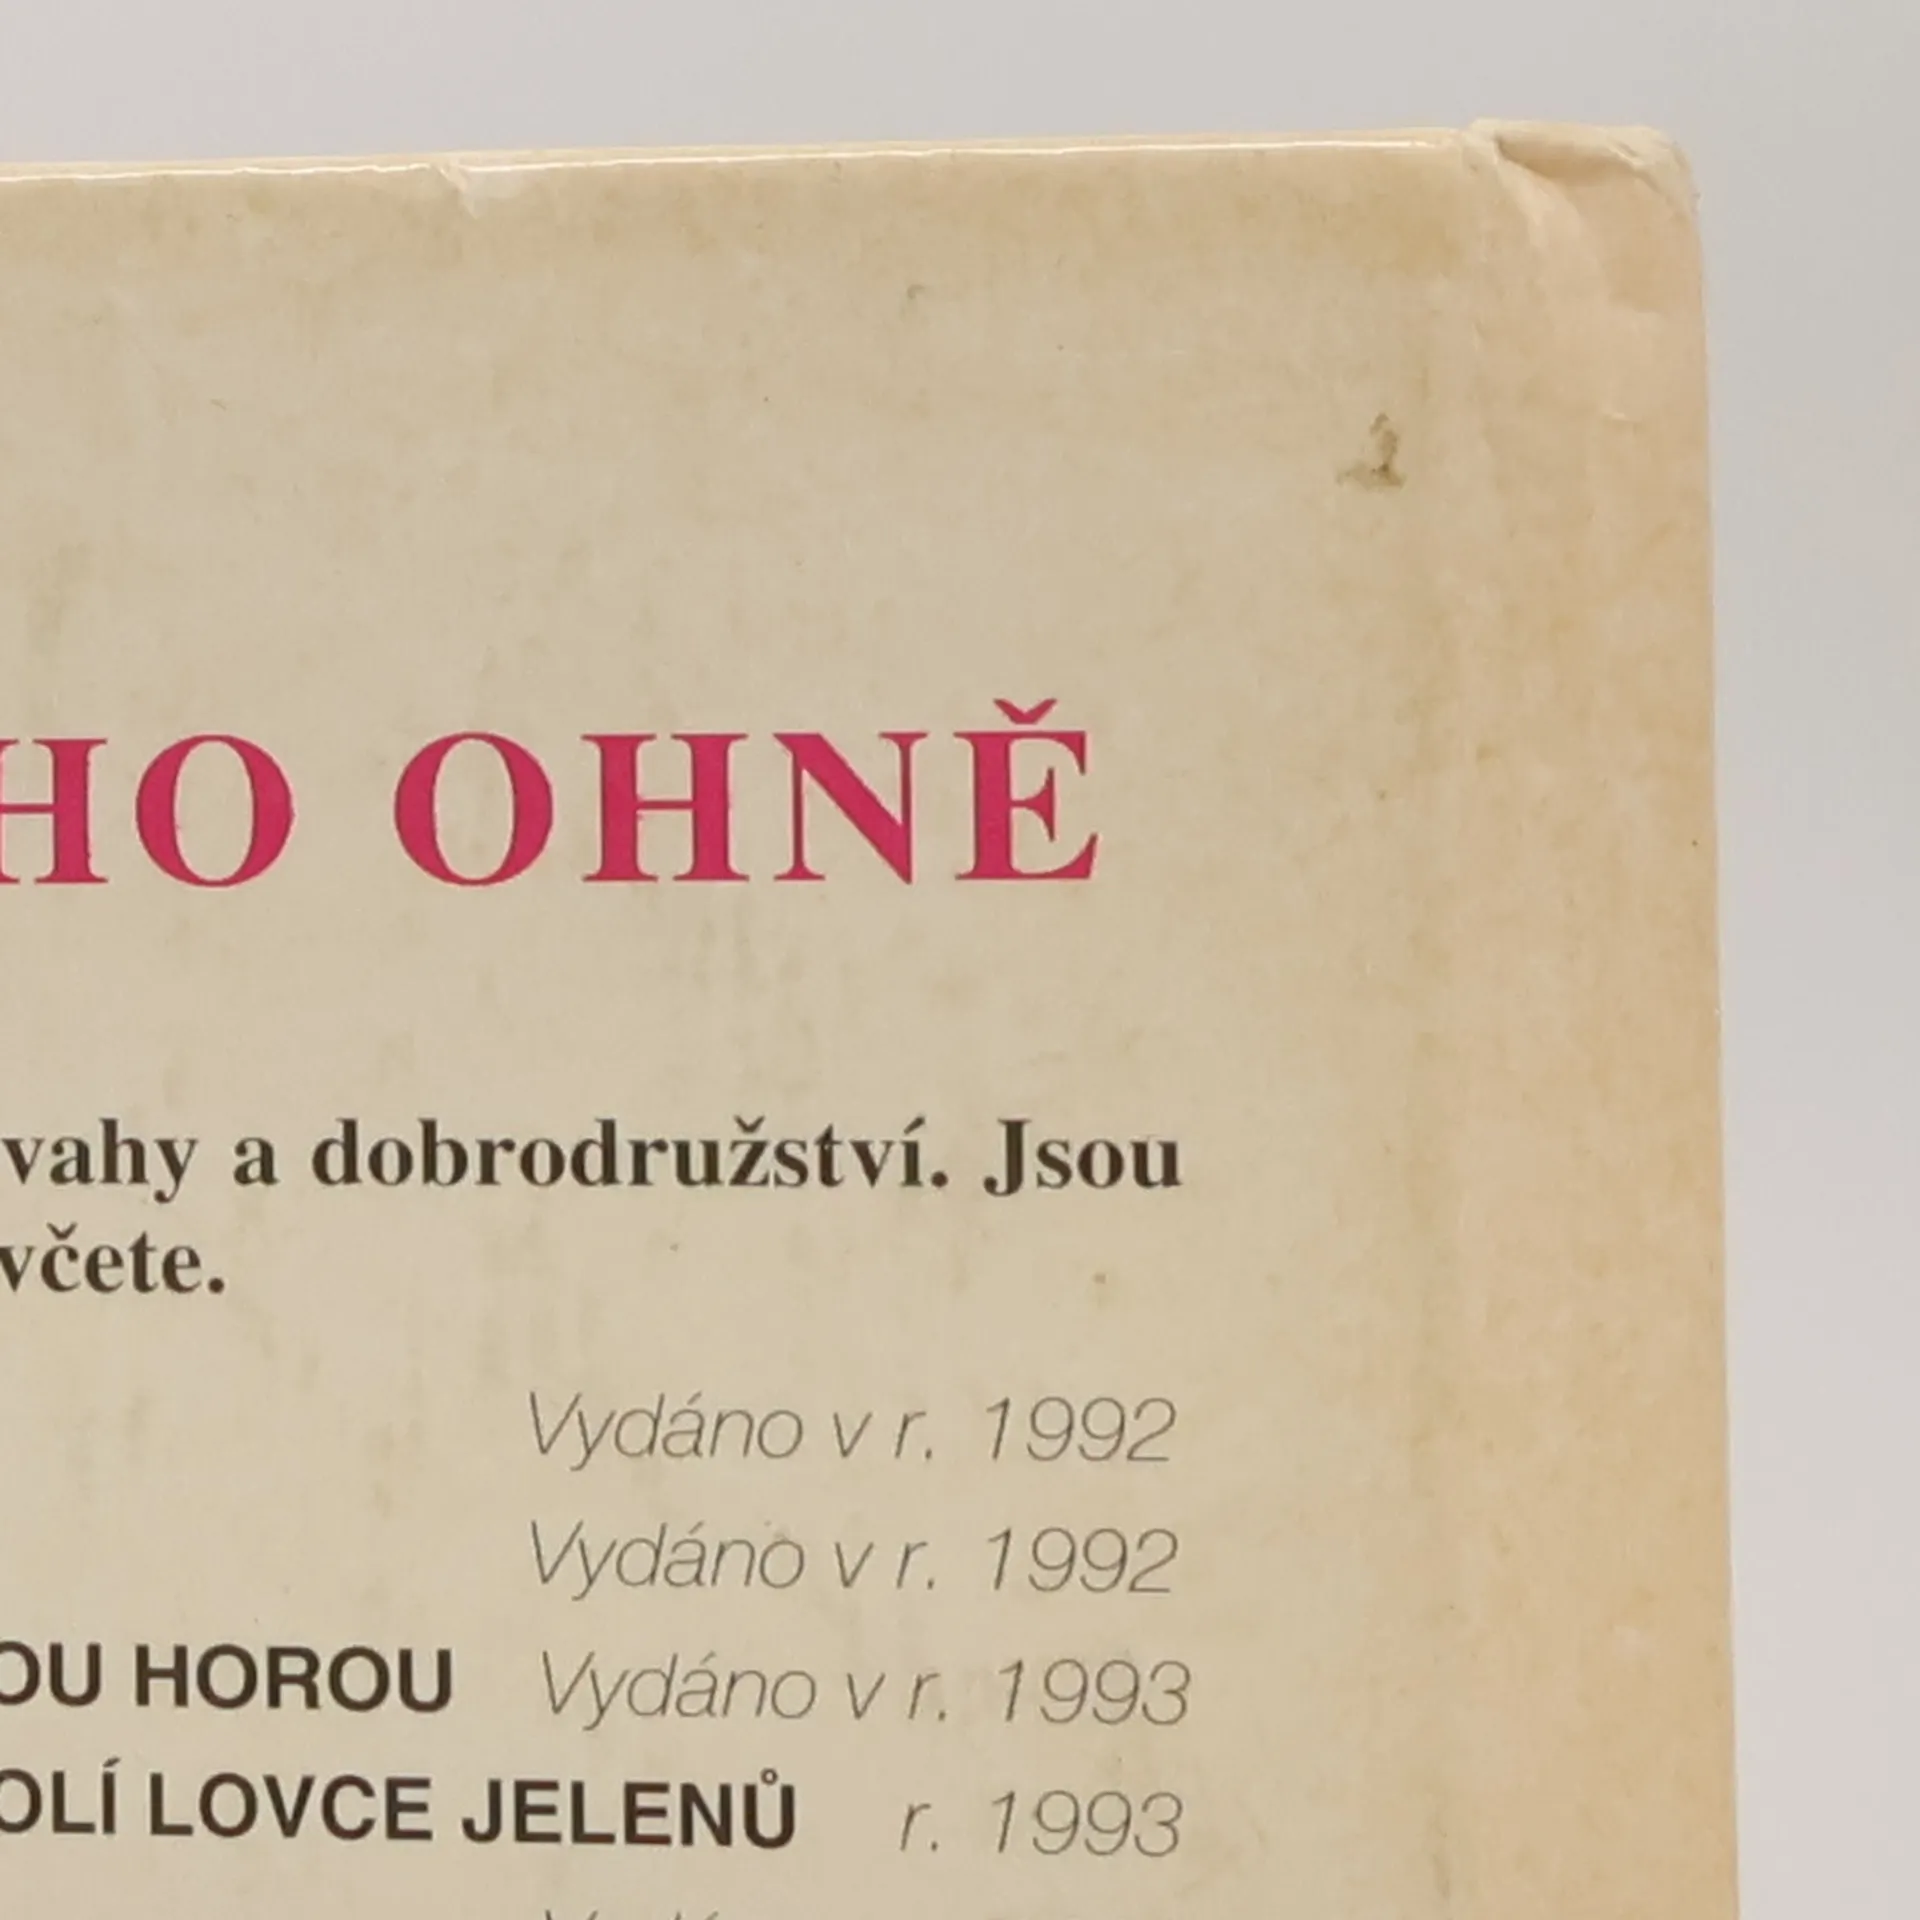 HO OHNĚ
vahy a dobrodružství. Jsou
včete.
Vydáno v r. 1992
Vydáno v r. 1992
OU HOROU Vydáno v r. 1993
OLÍ LOVCE JELENŮ r. 1993